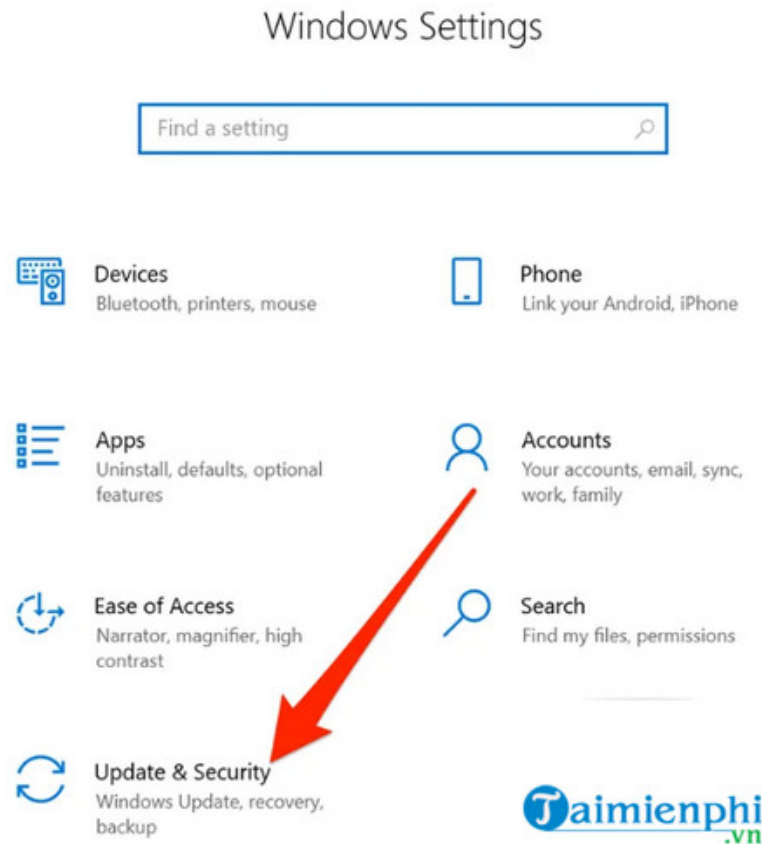 Windows Settings
Find a setting
Devices
Bluetooth, printers, mouse
Phone
Link your Android, iPhone
Apps
Uninstall, defaults, optional
features
Accounts
Your accounts, email, sync,
work, family
Ease of Access
Narrator, magnifier, high
contrast
Search
Find my files, permissions
Update & Security
Windows Update, recovery,
backup
Taimienphi
.vn